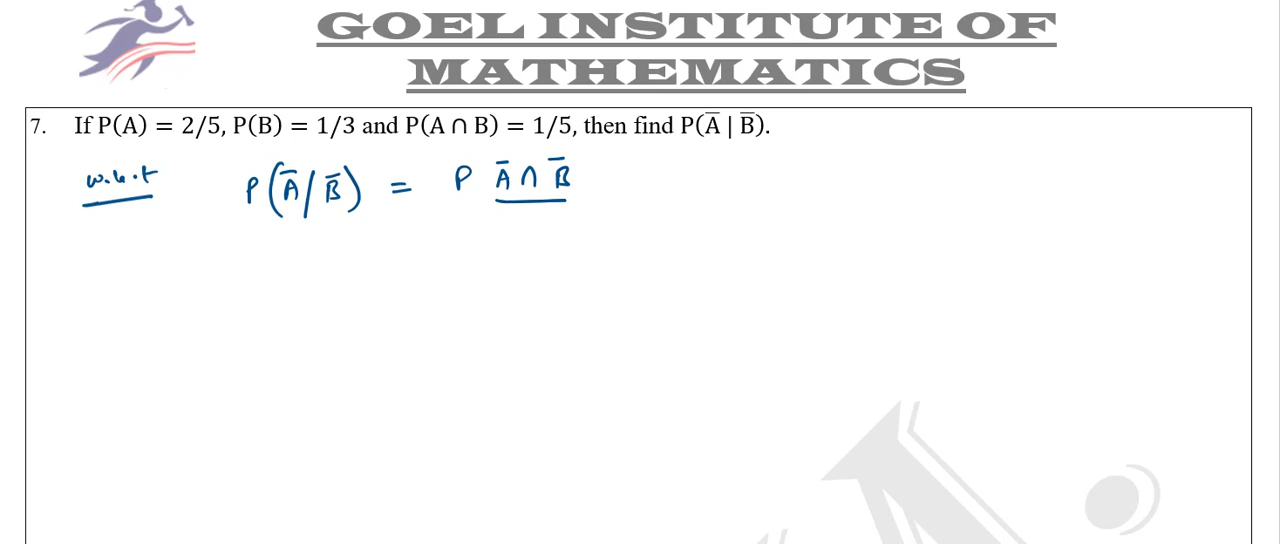 GOEL INSTITUTE OF
MATHEMATICS
7. If P(A) = 2/5, P(B) = 1/3 and P(A ∩ B) = 1/5, then find P(A̅ | B̅).
w.k.t P(A̅/B̅) = P A̅ ∩ B̅